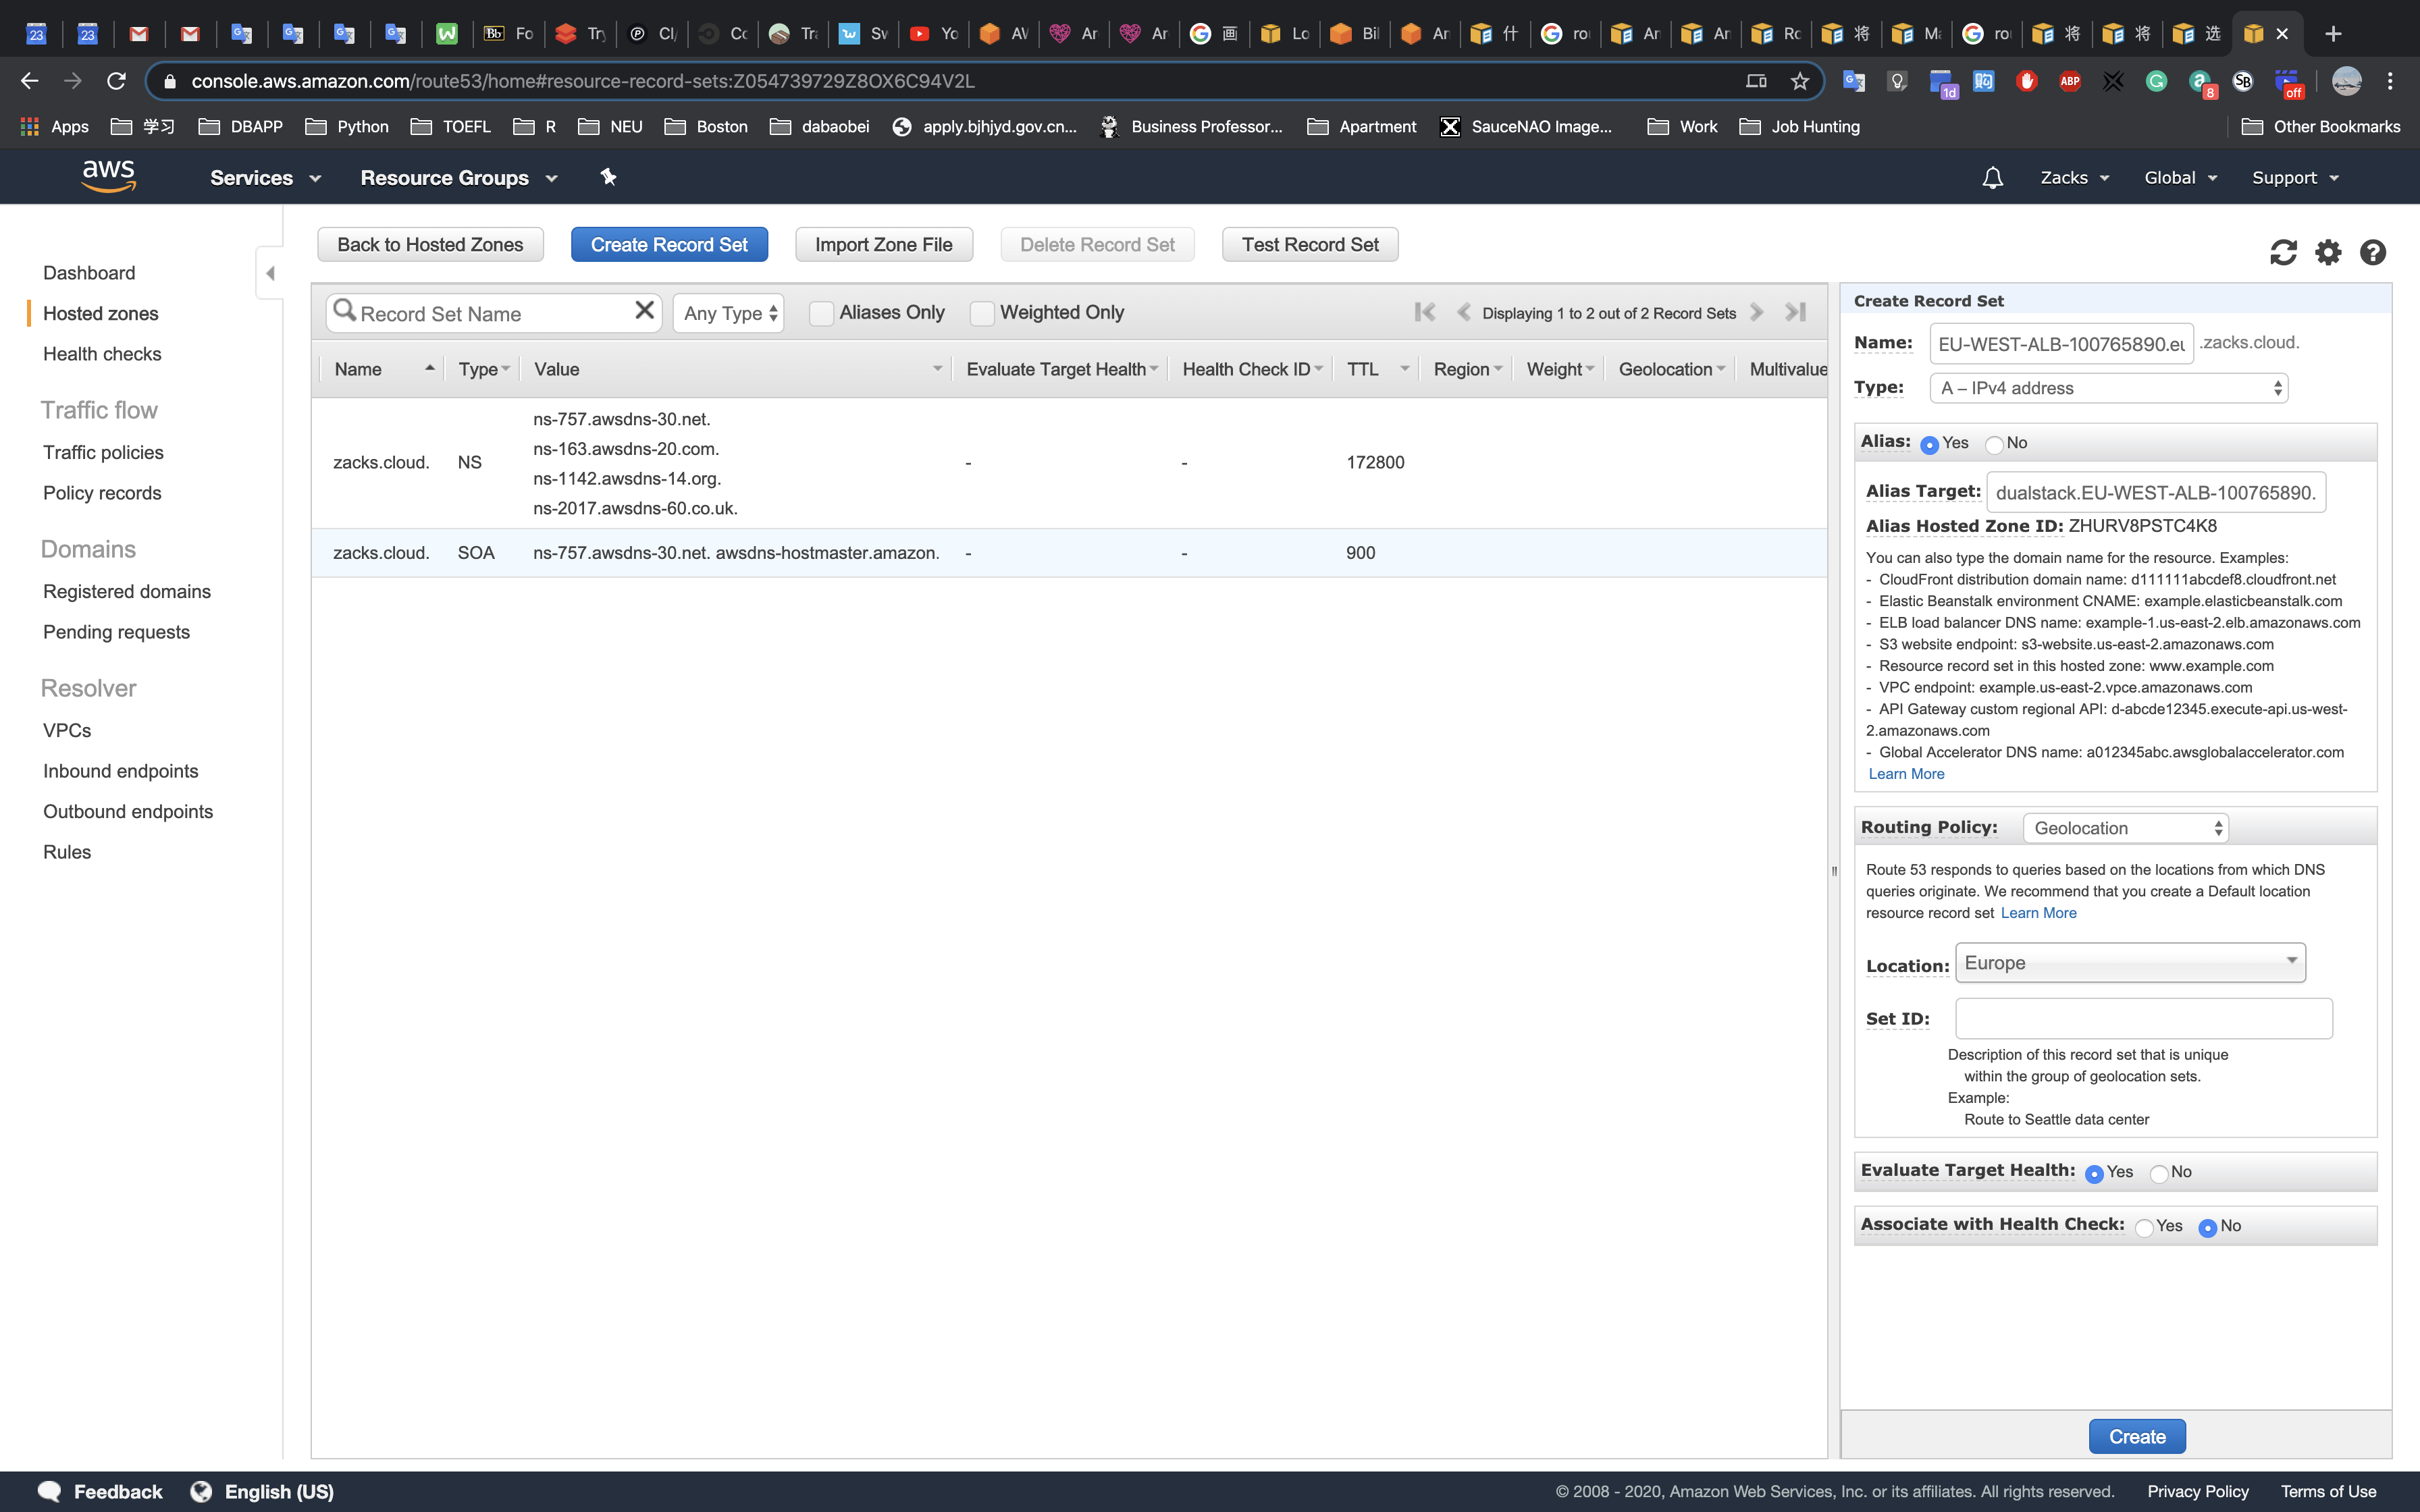 23
23
Fo
Try
CI/
Cc
Tra
Sv
Yo
AV
Ar
Ar
画
Lo
Bil
An
什
ro
Ar
Ar
Ro
将
Ma
ro
将
将
选
console.aws.amazon.com/route53/home#resource-record-sets:Z054739729Z8OX6C94V2L
1d
ABP
8
SB
off
Apps
学习
DBAPP
Python
TOEFL
R
NEU
Boston
dabaobei
apply.bjhjyd.gov.cn...
Business Professor...
Apartment
SauceNAO Image...
Work
Job Hunting
Other Bookmarks
aws
Services
Resource Groups
Zacks
Global
Support
Dashboard
Hosted zones
Health checks
Traffic flow
Traffic policies
Policy records
Domains
Registered domains
Pending requests
Resolver
VPCs
Inbound endpoints
Outbound endpoints
Rules
Back to Hosted Zones
Create Record Set
Import Zone File
Delete Record Set
Test Record Set
Record Set Name
Any Type
Aliases Only
Weighted Only
Displaying 1 to 2 out of 2 Record Sets
Name Type Value Evaluate Target Health Health Check ID TTL Region Weight Geolocation Multivalue
zacks.cloud. NS
ns-757.awsdns-30.net.
ns-163.awsdns-20.com.
ns-1142.awsdns-14.org.
ns-2017.awsdns-60.co.uk.
- - 172800
zacks.cloud. SOA ns-757.awsdns-30.net. awsdns-hostmaster.amazon. - - 900
Create Record Set
Name: EU-WEST-ALB-100765890.eu .zacks.cloud.
Type: A – IPv4 address
Alias: Yes No
Alias Target: dualstack.EU-WEST-ALB-100765890.
Alias Hosted Zone ID: ZHURV8PSTC4K8
You can also type the domain name for the resource. Examples:
- CloudFront distribution domain name: d111111abcdef8.cloudfront.net
- Elastic Beanstalk environment CNAME: example.elasticbeanstalk.com
- ELB load balancer DNS name: example-1.us-east-2.elb.amazonaws.com
- S3 website endpoint: s3-website.us-east-2.amazonaws.com
- Resource record set in this hosted zone: www.example.com
- VPC endpoint: example.us-east-2.vpce.amazonaws.com
- API Gateway custom regional API: d-abcde12345.execute-api.us-west-
2.amazonaws.com
- Global Accelerator DNS name: a012345abc.awsglobalaccelerator.com
Learn More
Routing Policy: Geolocation
Route 53 responds to queries based on the locations from which DNS
queries originate. We recommend that you create a Default location
resource record set Learn More
Location: Europe
Set ID:
Description of this record set that is unique
within the group of geolocation sets.
Example:
Route to Seattle data center
Evaluate Target Health: Yes No
Associate with Health Check: Yes No
Create
Feedback
English (US)
© 2008 - 2020, Amazon Web Services, Inc. or its affiliates. All rights reserved.
Privacy Policy
Terms of Use